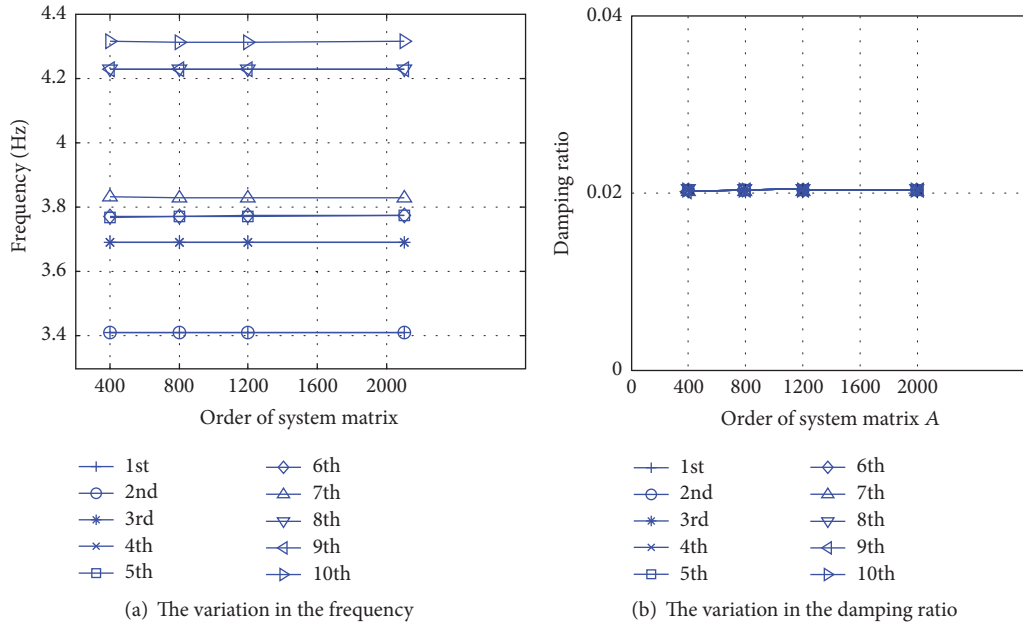 4.4
4.2
4
3.8
3.6
3.4
Frequency (Hz)
400 800 1200 1600 2000
Order of system matrix
1st
2nd
3rd
4th
5th
6th
7th
8th
9th
10th
(a) The variation in the frequency
0.04
0.02
0
Damping ratio
0 400 800 1200 1600 2000
Order of system matrix A
1st
2nd
3rd
4th
5th
6th
7th
8th
9th
10th
(b) The variation in the damping ratio